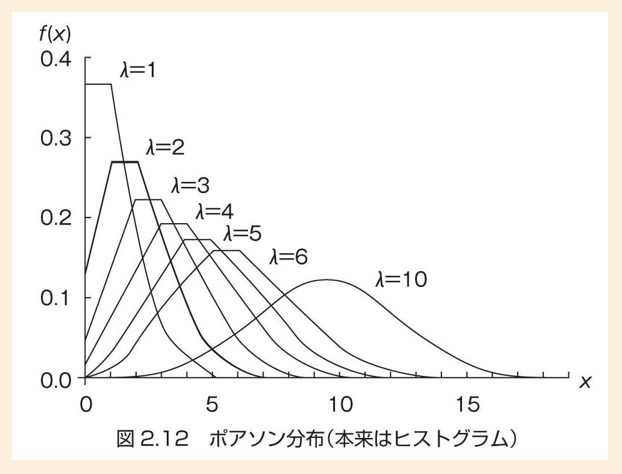 f(x)
0.4
λ=1
0.3
λ=2
λ=3
0.2
λ=4
λ=5
λ=6
0.1
λ=10
0.0
x
0 5 10 15
図 2.12 ポアソン分布(本来はヒストグラム)